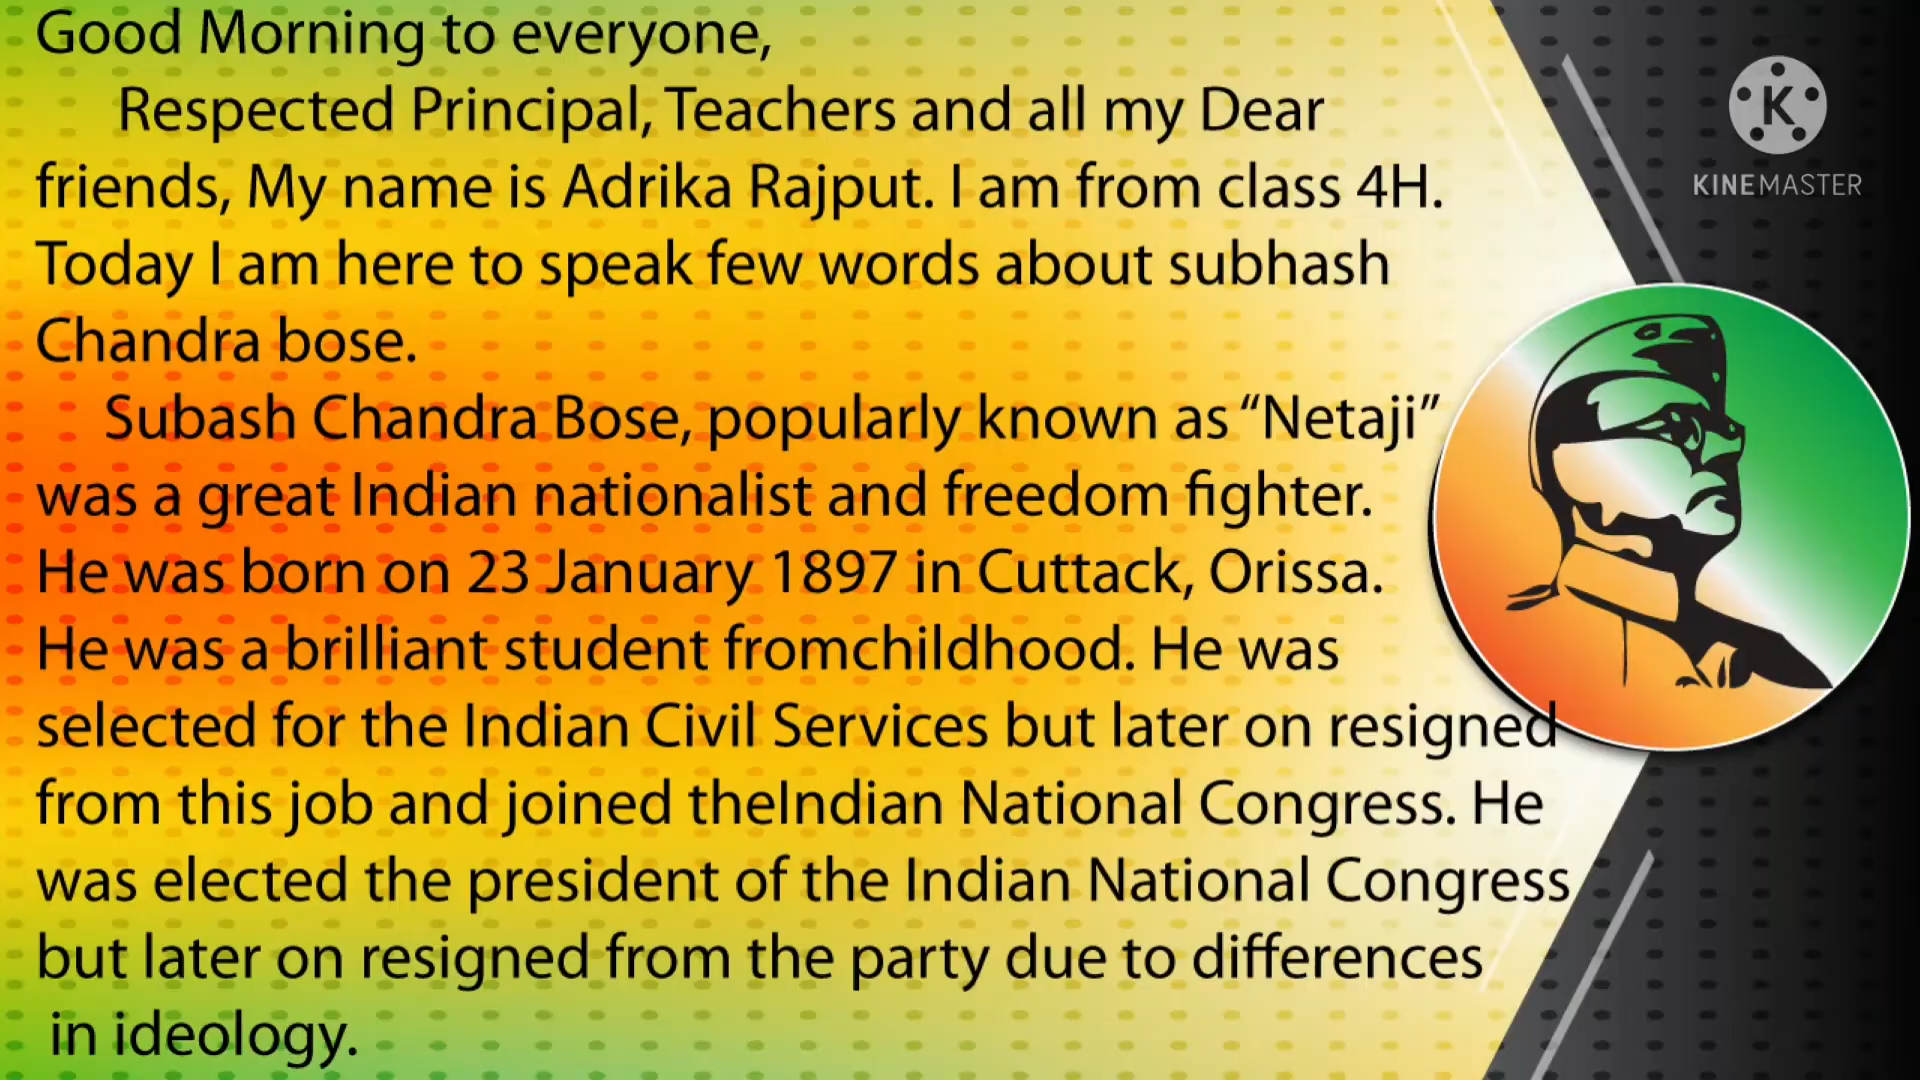 Good Morning to everyone,
Respected Principal, Teachers and all my Dear
friends, My name is Adrika Rajput. I am from class 4H.
Today I am here to speak few words about subhash
Chandra bose.
Subash Chandra Bose, popularly known as “Netaji”
was a great Indian nationalist and freedom fighter.
He was born on 23 January 1897 in Cuttack, Orissa.
He was a brilliant student fromchildhood. He was
selected for the Indian Civil Services but later on resigned
from this job and joined theIndian National Congress. He
was elected the president of the Indian National Congress
but later on resigned from the party due to differences
in ideology.
K
KINEMASTER